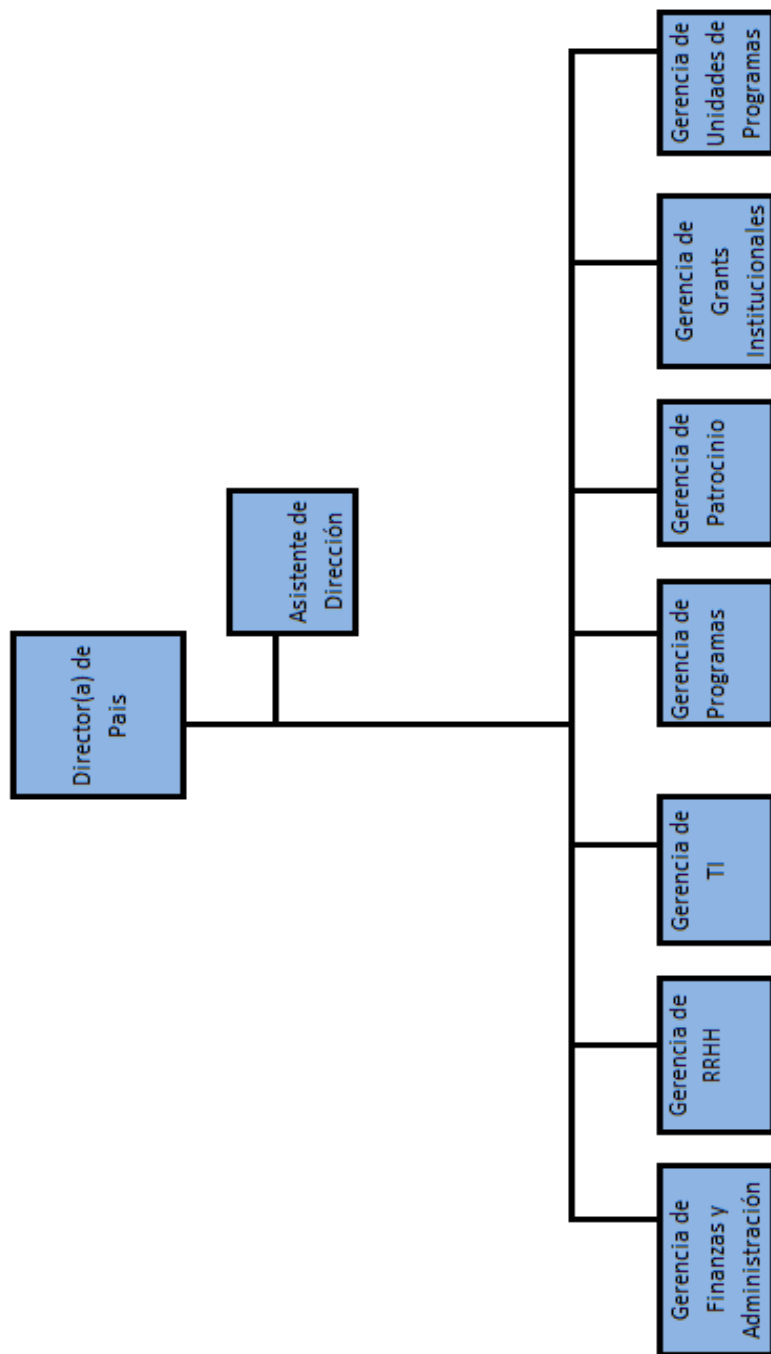 Director(a) de
Pais
Asistente de
Dirección
Gerencia de
Finanzas y
Administración
Gerencia de
RRHH
Gerencia de
TI
Gerencia de
Programas
Gerencia de
Patrocinio
Gerencia de
Grants
Institucionales
Gerencia de
Unidades de
Programas